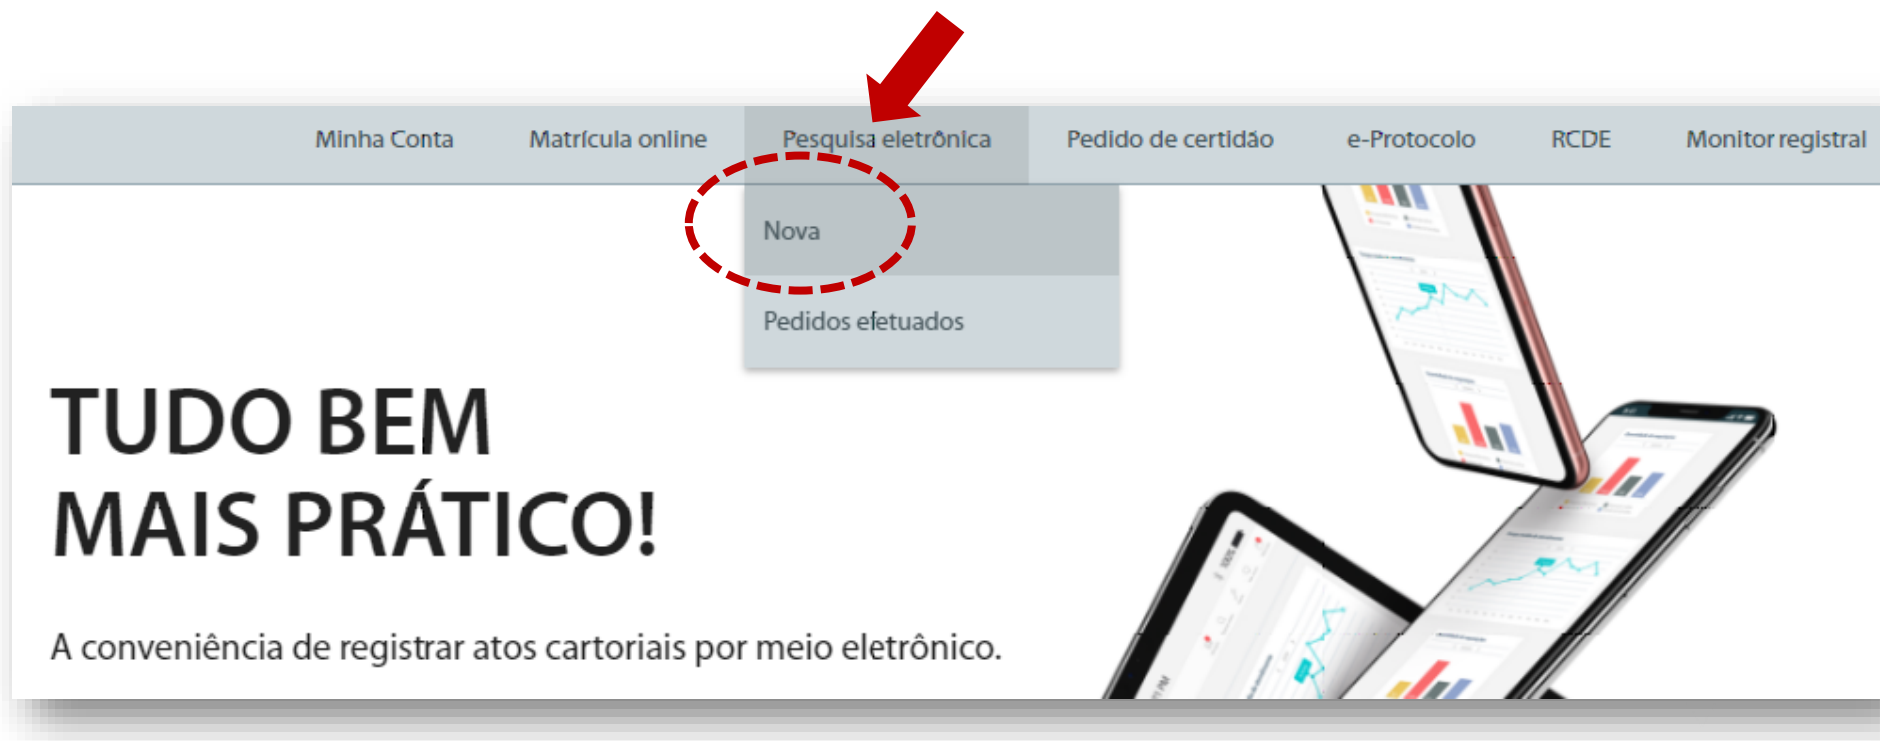 Minha Conta Matrícula online Pesquisa eletrônica Pedido de certidão e-Protocolo RCDE Monitor registral
Nova
Pedidos efetuados
TUDO BEM
MAIS PRÁTICO!
A conveniência de registrar atos cartoriais por meio eletrônico.